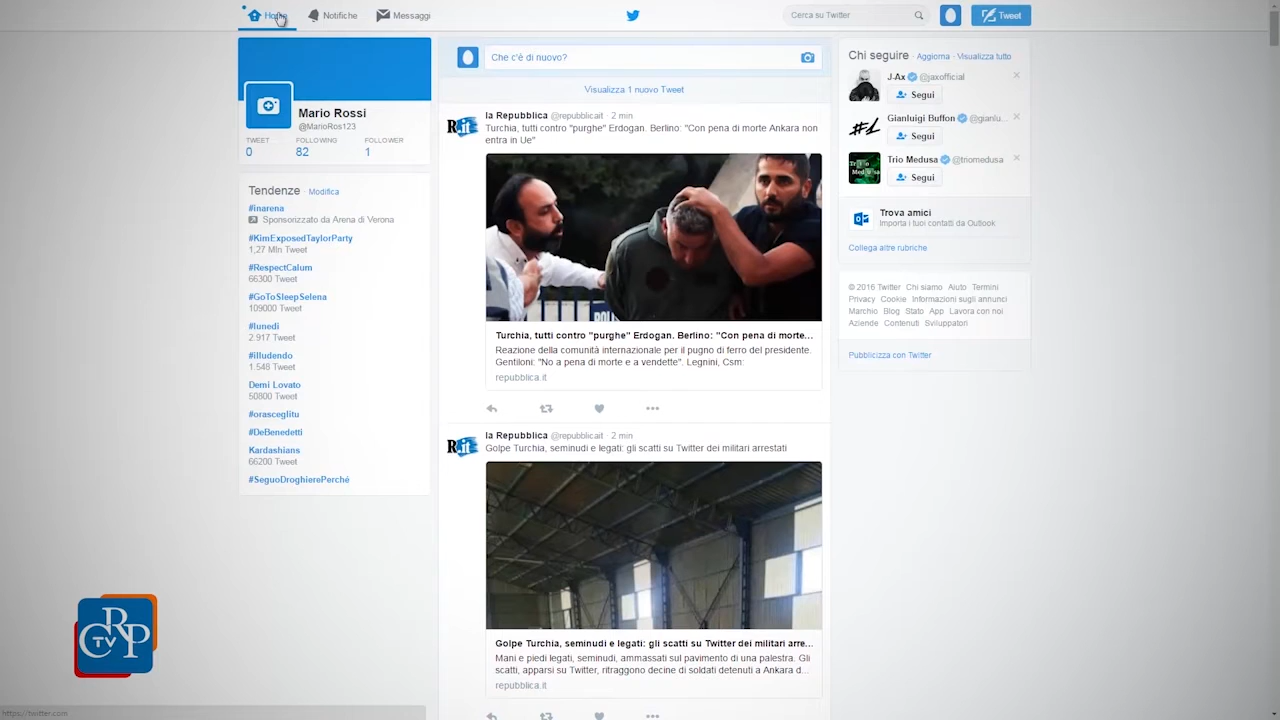 Home
Notifiche
Messaggi
Cerca su Twitter
Tweet
Mario Rossi
@MarioRos123
TWEET FOLLOWING FOLLOWER
0 82 1
Tendenze · Modifica
#inarena
Sponsorizzato da Arena di Verona
#KimExposedTaylorParty
1,27 Mln Tweet
#RespectCalum
66300 Tweet
#GoToSleepSelena
109000 Tweet
#lunedi
2.917 Tweet
#illudendo
1.548 Tweet
Demi Lovato
50800 Tweet
#orasceglitu
#DeBenedetti
Kardashians
66200 Tweet
#SeguoDroghierePerché
Che c'è di nuovo?
Visualizza 1 nuovo Tweet
la Repubblica @repubblicait · 2 min
Turchia, tutti contro "purghe" Erdogan. Berlino: "Con pena di morte Ankara non
entra in Ue"
Turchia, tutti contro "purghe" Erdogan. Berlino: "Con pena di morte...
Reazione della comunità internazionale per il pugno di ferro del presidente.
Gentiloni: "No a pena di morte e a vendette". Legnini, Csm:
repubblica.it
la Repubblica @repubblicait · 2 min
Golpe Turchia, seminudi e legati: gli scatti su Twitter dei militari arrestati
Golpe Turchia, seminudi e legati: gli scatti su Twitter dei militari arre...
Mani e piedi legati, seminudi, ammassati sul pavimento di una palestra. Gli
scatti, apparsi su Twitter, ritraggono decine di soldati detenuti a Ankara d...
repubblica.it
Chi seguire · Aggiorna · Visualizza tutto
J-Ax @jaxofficial
Segui
Gianluigi Buffon @gianlu...
Segui
Trio Medusa @triomedusa
Segui
Trova amici
Importa i tuoi contatti da Outlook
Collega altre rubriche
© 2016 Twitter Chi siamo Aiuto Termini
Privacy Cookie Informazioni sugli annunci
Marchio Blog Stato App Lavora con noi
Aziende Contenuti Sviluppatori
Pubblicizza con Twitter
CRP
TV
https://twitter.com